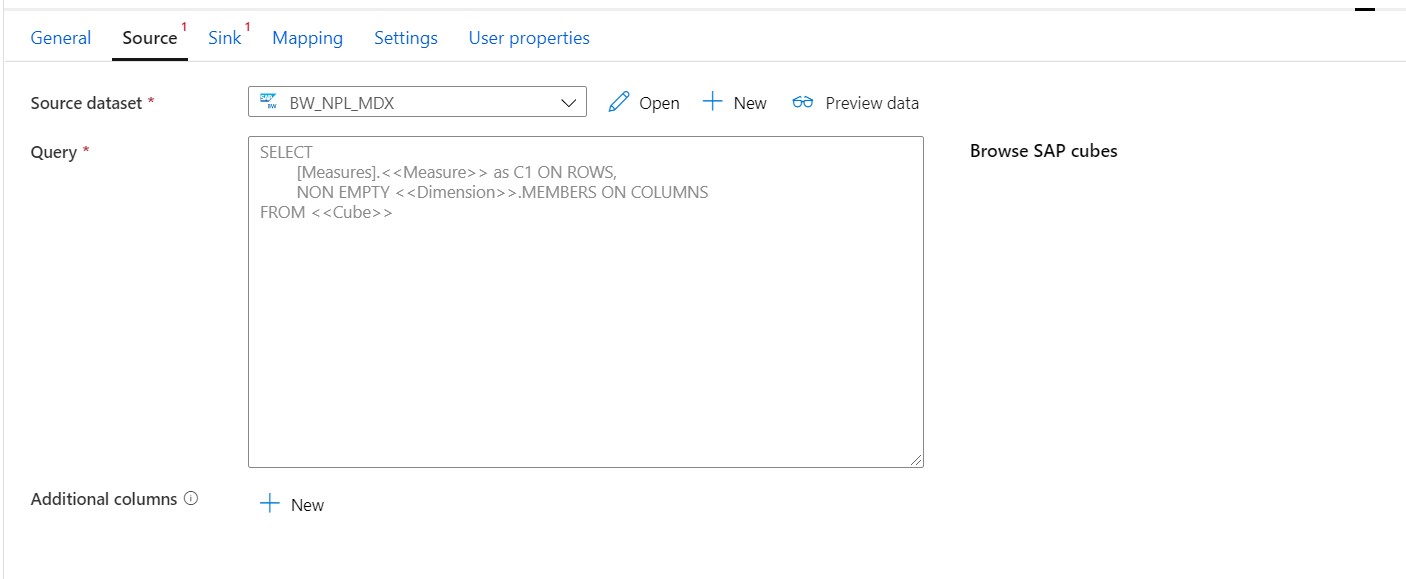 General Source 1 Sink 1 Mapping Settings User properties
Source dataset * SAP BW BW_NPL_MDX Open New Preview data
Query * Browse SAP cubes
SELECT
[Measures].<<Measure>> as C1 ON ROWS,
NON EMPTY <<Dimension>>.MEMBERS ON COLUMNS
FROM <<Cube>>
Additional columns New